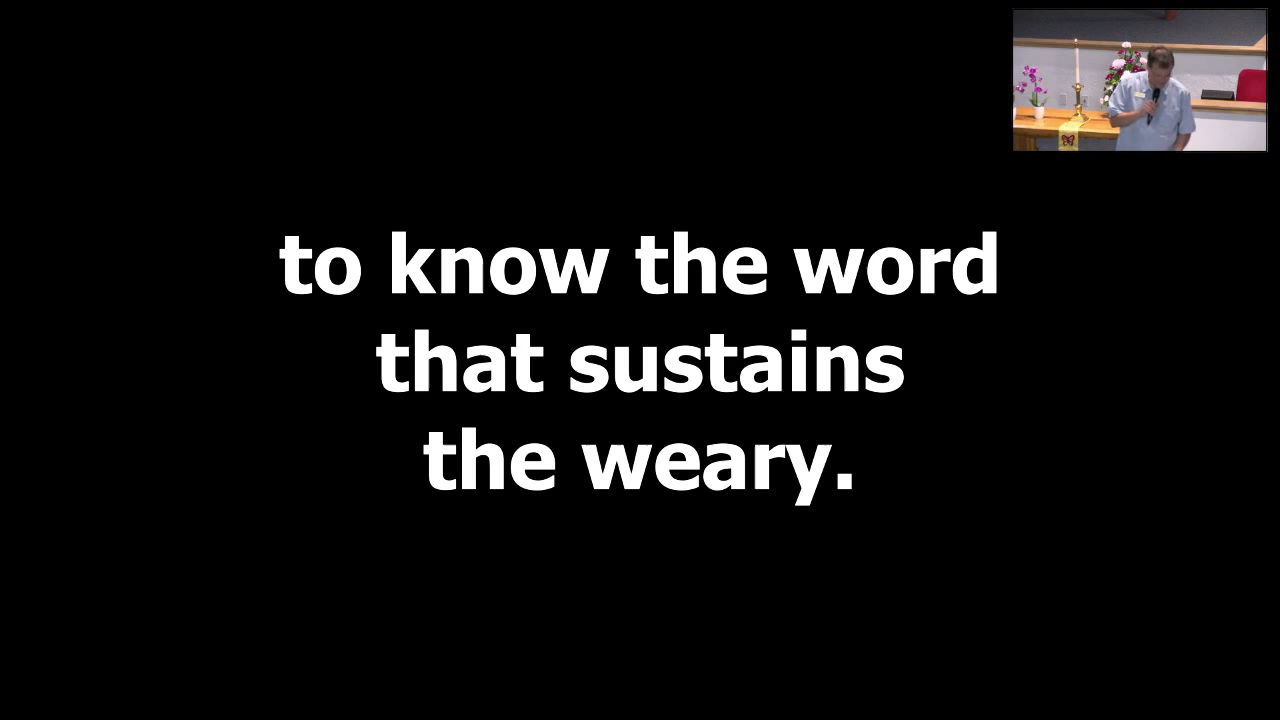 to know the word
that sustains
the weary.